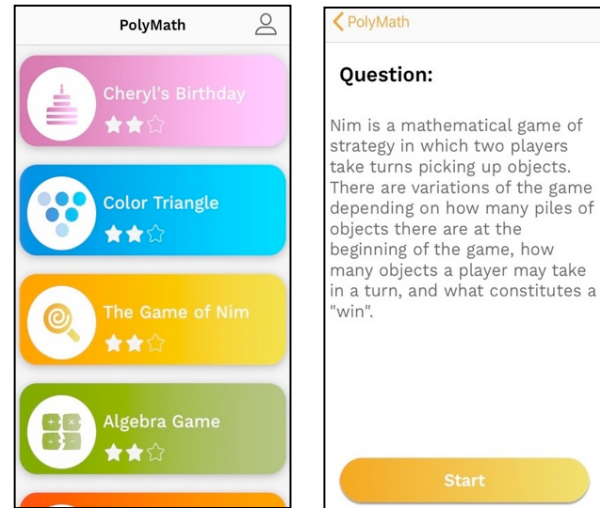 PolyMath
Cheryl's Birthday
Color Triangle
The Game of Nim
Algebra Game
PolyMath
Question:
Nim is a mathematical game of
strategy in which two players
take turns picking up objects.
There are variations of the game
depending on how many piles of
objects there are at the
beginning of the game, how
many objects a player may take
in a turn, and what constitutes a
"win".
Start